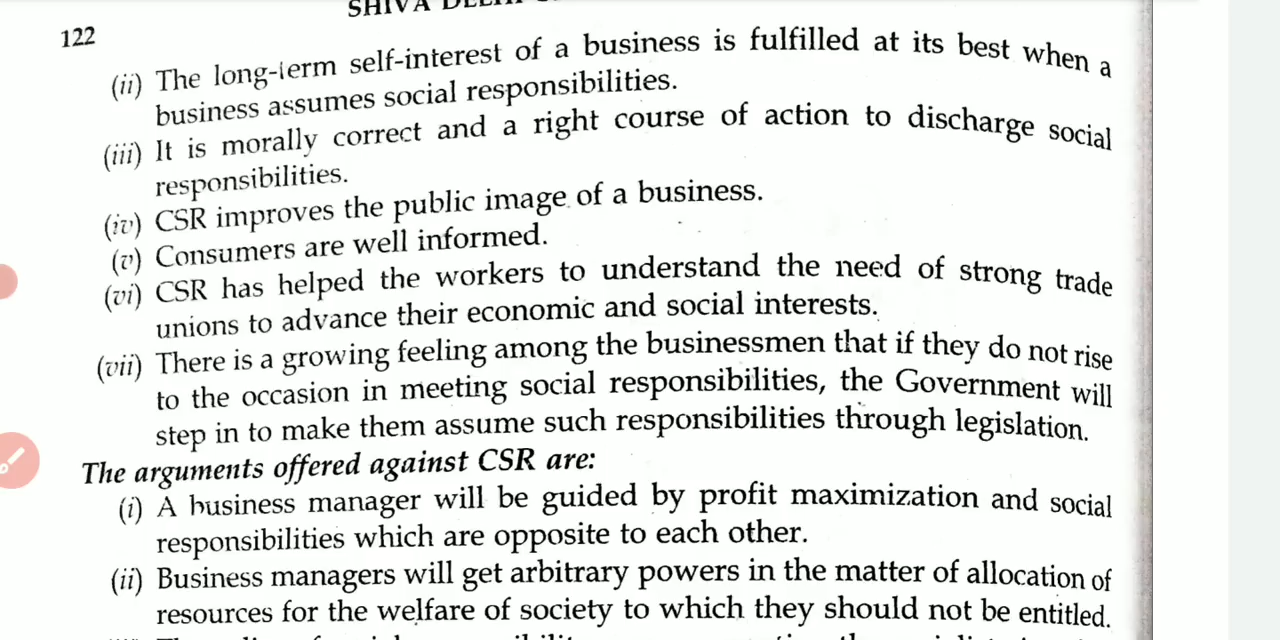 SHIVA
122
(ii) The long-term self-interest of a business is fulfilled at its best when a
business assumes social responsibilities.
(iii) It is morally correct and a right course of action to discharge social
responsibilities.
(iv) CSR improves the public image of a business.
(v) Consumers are well informed.
(vi) CSR has helped the workers to understand the need of strong trade
unions to advance their economic and social interests.
(vii) There is a growing feeling among the businessmen that if they do not rise
to the occasion in meeting social responsibilities, the Government will
step in to make them assume such responsibilities through legislation.
The arguments offered against CSR are:
(i) A business manager will be guided by profit maximization and social
responsibilities which are opposite to each other.
(ii) Business managers will get arbitrary powers in the matter of allocation of
resources for the welfare of society to which they should not be entitled.